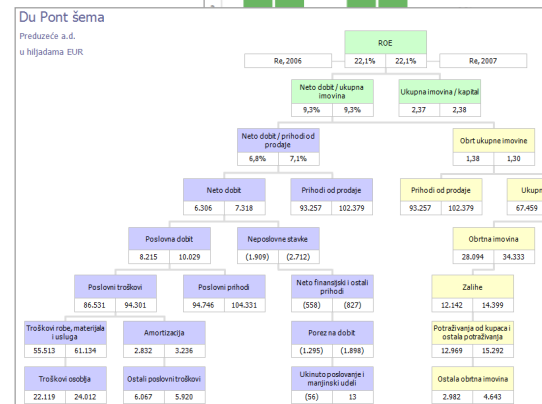 Du Pont šema
Preduzeće a.d.
u hiljadama EUR
ROE
Re, 2006 22,1% 22,1% Re, 2007
Neto dobit / ukupna
imovina
9,3% 9,3%
Ukupna imovina / kapital
2,37 2,38
Neto dobit / prihodi od
prodaje
6,8% 7,1%
Obrt ukupne imovine
1,38 1,30
Neto dobit
6.306 7.318
Prihodi od prodaje
93.257 102.379
Prihodi od prodaje
93.257 102.379
67.459
Poslovna dobit
8.215 10.029
Neposlovne stavke
(1.909) (2.712)
Obrtna imovina
28.094 34.333
Poslovni troškovi
86.531 94.301
Poslovni prihodi
94.746 104.331
Neto finansijski i ostali
prihodi
(558) (827)
Zalihe
12.142 14.399
Troškovi robe, materijala
i usluga
55.513 61.134
Amortizacija
2.832 3.236
Porez na dobit
(1.295) (1.898)
Potraživanja od kupaca i
ostala potraživanja
12.969 15.292
Troškovi osoblja
22.119 24.012
Ostali poslovni troškovi
6.067 5.920
Ukinuto poslovanje i
manjinski udeli
(56) 13
Ostala obrtna imovina
2.982 4.643